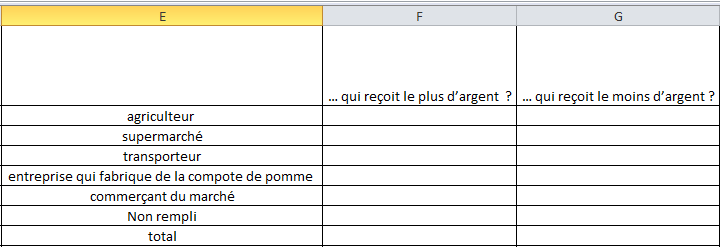 E F G
… qui reçoit le plus d’argent ? … qui reçoit le moins d’argent ?
agriculteur
supermarché
transporteur
entreprise qui fabrique de la compote de pomme
commerçant du marché
Non rempli
total